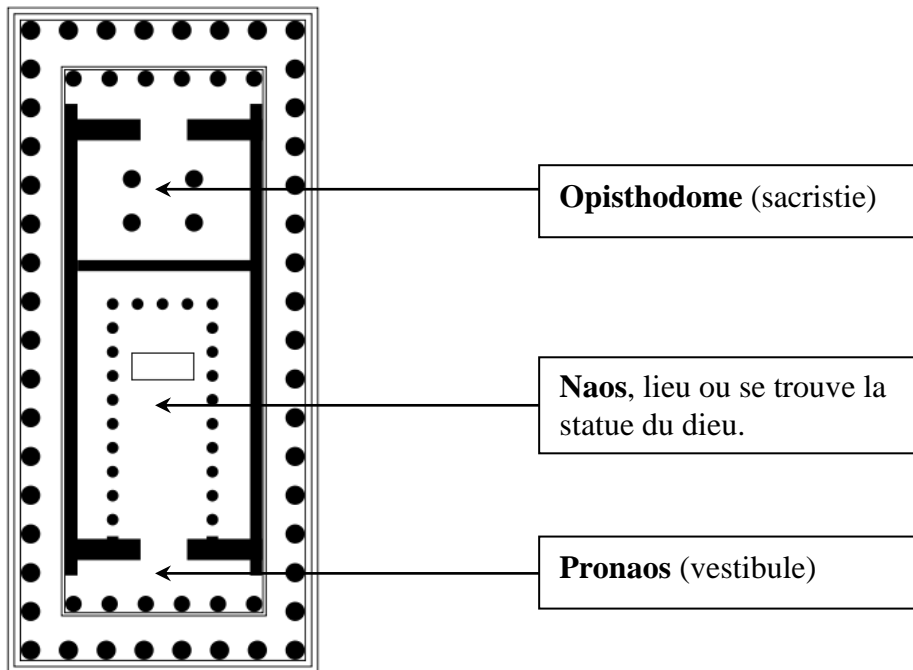 Opisthodome (sacristie)
Naos, lieu ou se trouve la
statue du dieu.
Pronaos (vestibule)